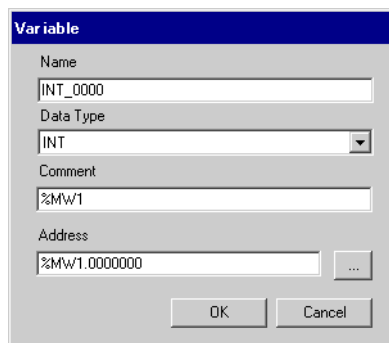 Variable
Name
INT_0000
Data Type
INT
Comment
%MW1
Address
%MW1.0000000
...
OK Cancel